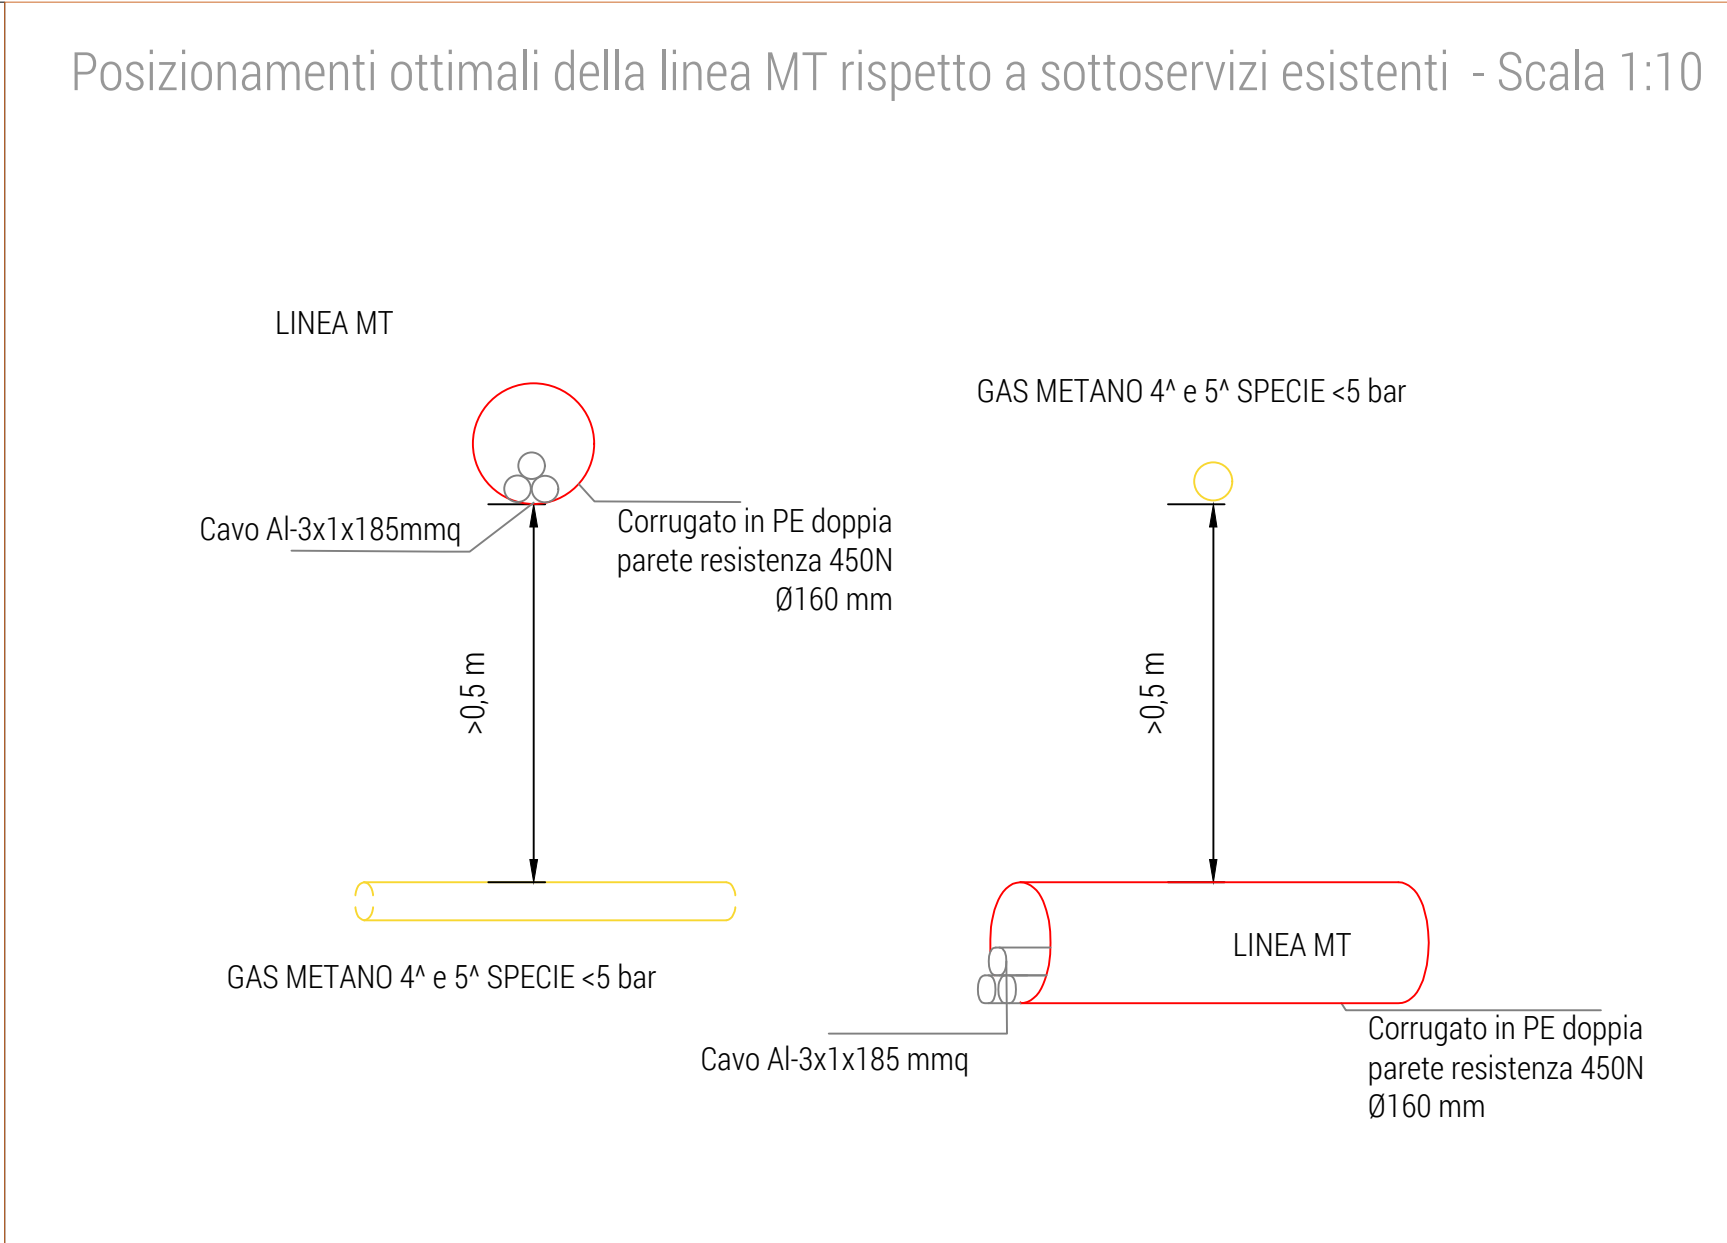 Posizionamenti ottimali della linea MT rispetto a sottoservizi esistenti - Scala 1:10
LINEA MT
Cavo Al-3x1x185mmq
Corrugato in PE doppia
parete resistenza 450N
Ø160 mm
>0,5 m
GAS METANO 4^ e 5^ SPECIE <5 bar
GAS METANO 4^ e 5^ SPECIE <5 bar
>0,5 m
LINEA MT
Cavo Al-3x1x185 mmq
Corrugato in PE doppia
parete resistenza 450N
Ø160 mm